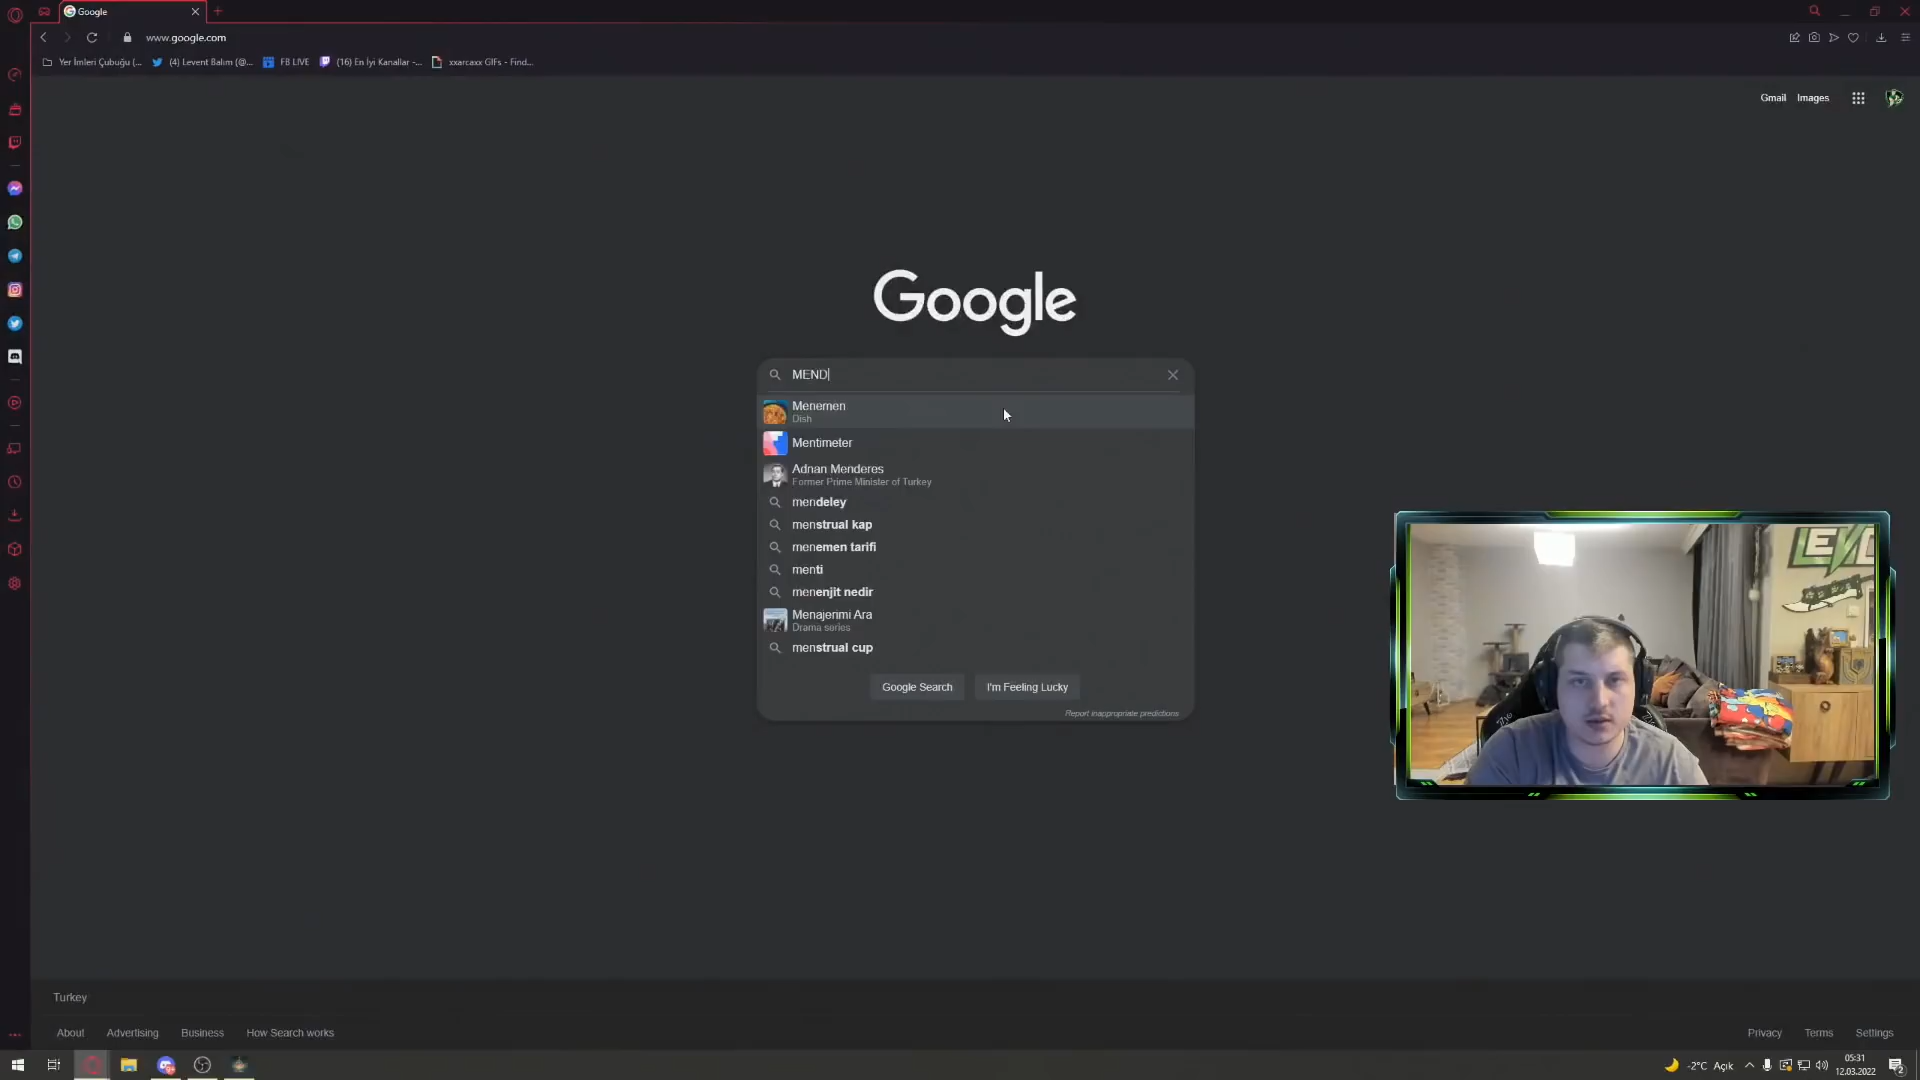 Google
www.google.com
Yer İmleri Çubuğu (...
(4) Levent Balım (@...
FB LIVE
(16) En İyi Kanallar -...
xxarcaxx GIFs - Find...
Gmail
Images
Google
MEND
Menemen
Dish
Mentimeter
Adnan Menderes
Former Prime Minister of Turkey
mendeley
menstrual kap
menemen tarifi
menti
menenjit nedir
Menajerimi Ara
Drama series
menstrual cup
Google Search
I'm Feeling Lucky
Report inappropriate predictions
Turkey
About
Advertising
Business
How Search works
Privacy
Terms
Settings
-2°C Açık
05:31
12.03.2022
2